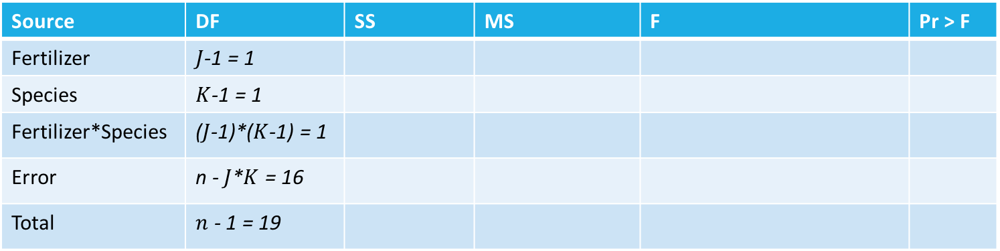 Source DF SS MS F Pr > F
Fertilizer J-1 = 1
Species K-1 = 1
Fertilizer*Species (J-1)*(K-1) = 1
Error n - J*K = 16
Total n - 1 = 19